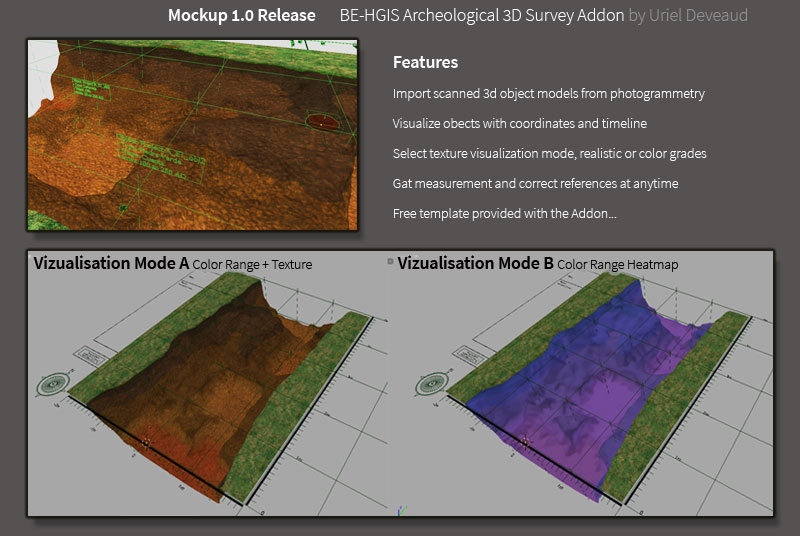 Mockup 1.0 Release BE-HGIS Archeological 3D Survey Addon by Uriel Deveaud
Features
Import scanned 3d object models from photogrammetry
Visualize obects with coordinates and timeline
Select texture visualization mode, realistic or color grades
Gat measurement and correct references at anytime
Free template provided with the Addon...
Vizualisation Mode A Color Range + Texture
Vizualisation Mode B Color Range Heatmap